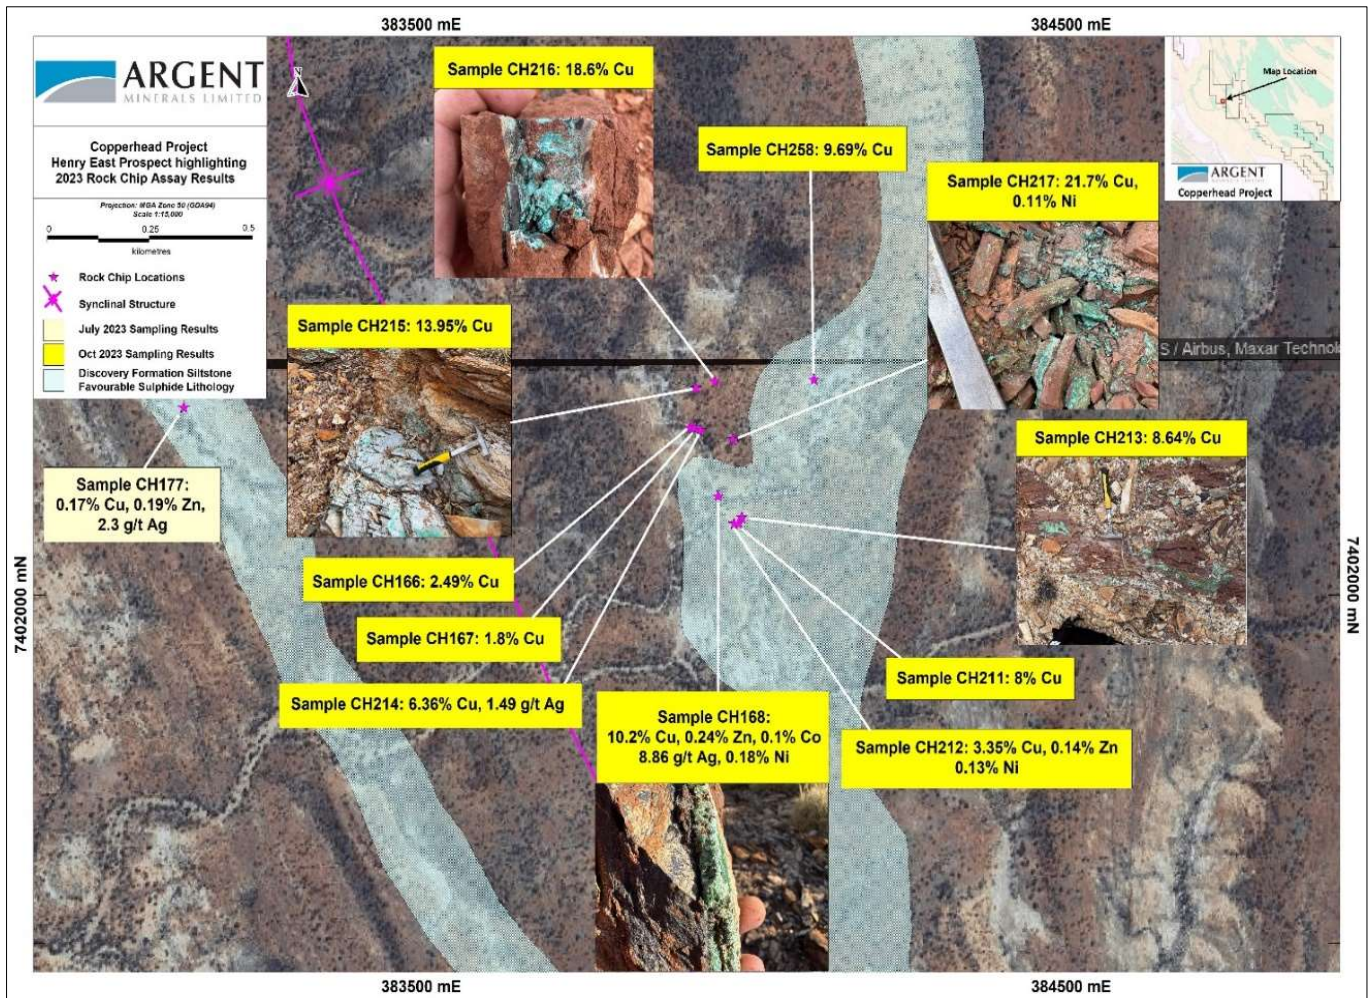 383500 mE
384500 mE
ARGENT
MINERALS LIMITED
Copperhead Project
Henry East Prospect highlighting
2023 Rock Chip Assay Results
Projection: MGA Zone 50 (GDA94)
Scale 1:15,000
0 0.25 0.5
kilometres
Rock Chip Locations
Synclinal Structure
July 2023 Sampling Results
Oct 2023 Sampling Results
Discovery Formation Siltstone
Favourable Sulphide Lithology
N
Sample CH216: 18.6% Cu
Sample CH258: 9.69% Cu
Sample CH217: 21.7% Cu,
0.11% Ni
Map Location
ARGENT
Copperhead Project
Sample CH215: 13.95% Cu
S / Airbus, Maxar Technol
Sample CH213: 8.64% Cu
Sample CH177:
0.17% Cu, 0.19% Zn,
2.3 g/t Ag
Sample CH166: 2.49% Cu
Sample CH167: 1.8% Cu
Sample CH214: 6.36% Cu, 1.49 g/t Ag
Sample CH168:
10.2% Cu, 0.24% Zn, 0.1% Co
8.86 g/t Ag, 0.18% Ni
Sample CH211: 8% Cu
Sample CH212: 3.35% Cu, 0.14% Zn
0.13% Ni
7402000 mN
7402000 mN
383500 mE
384500 mE